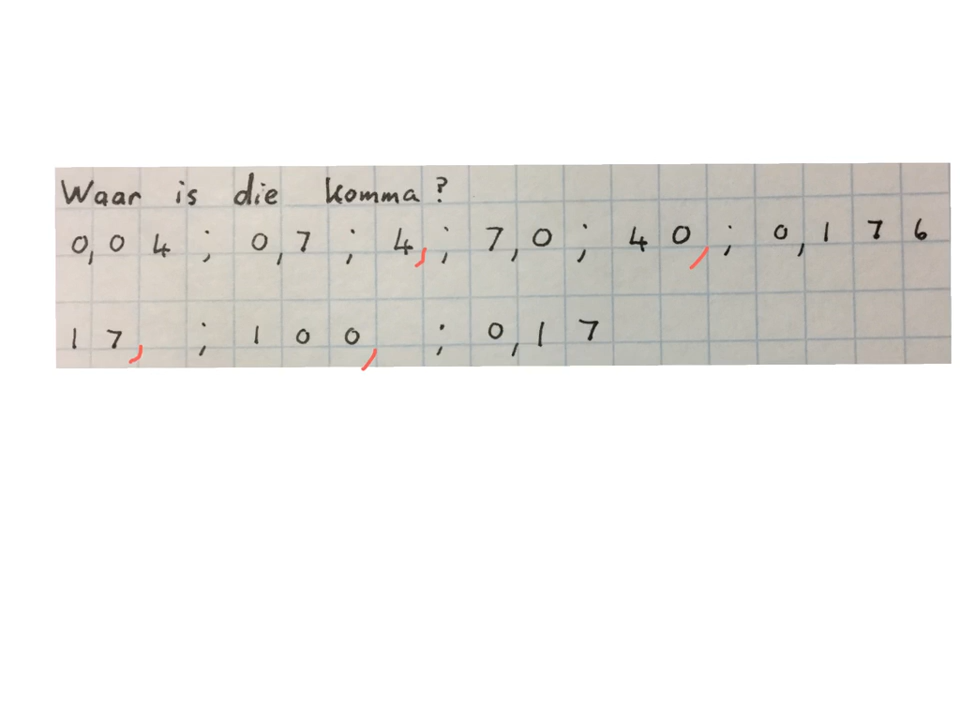 Waar is die komma?
0,04 ; 0,7 ; 4, ; 7,0 ; 40, ; 0,176
17, ; 100, ; 0,17